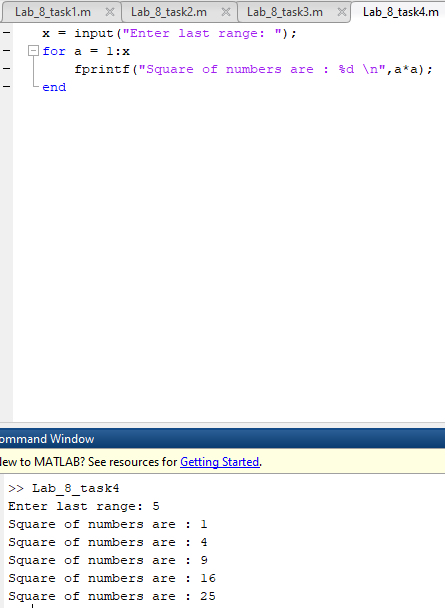 Lab_8_task1.m Lab_8_task2.m Lab_8_task3.m Lab_8_task4.m
x = input("Enter last range: ");
for a = 1:x
fprintf("Square of numbers are : %d \n",a*a);
end
ommand Window
lew to MATLAB? See resources for Getting Started.
>> Lab_8_task4
Enter last range: 5
Square of numbers are : 1
Square of numbers are : 4
Square of numbers are : 9
Square of numbers are : 16
Square of numbers are : 25